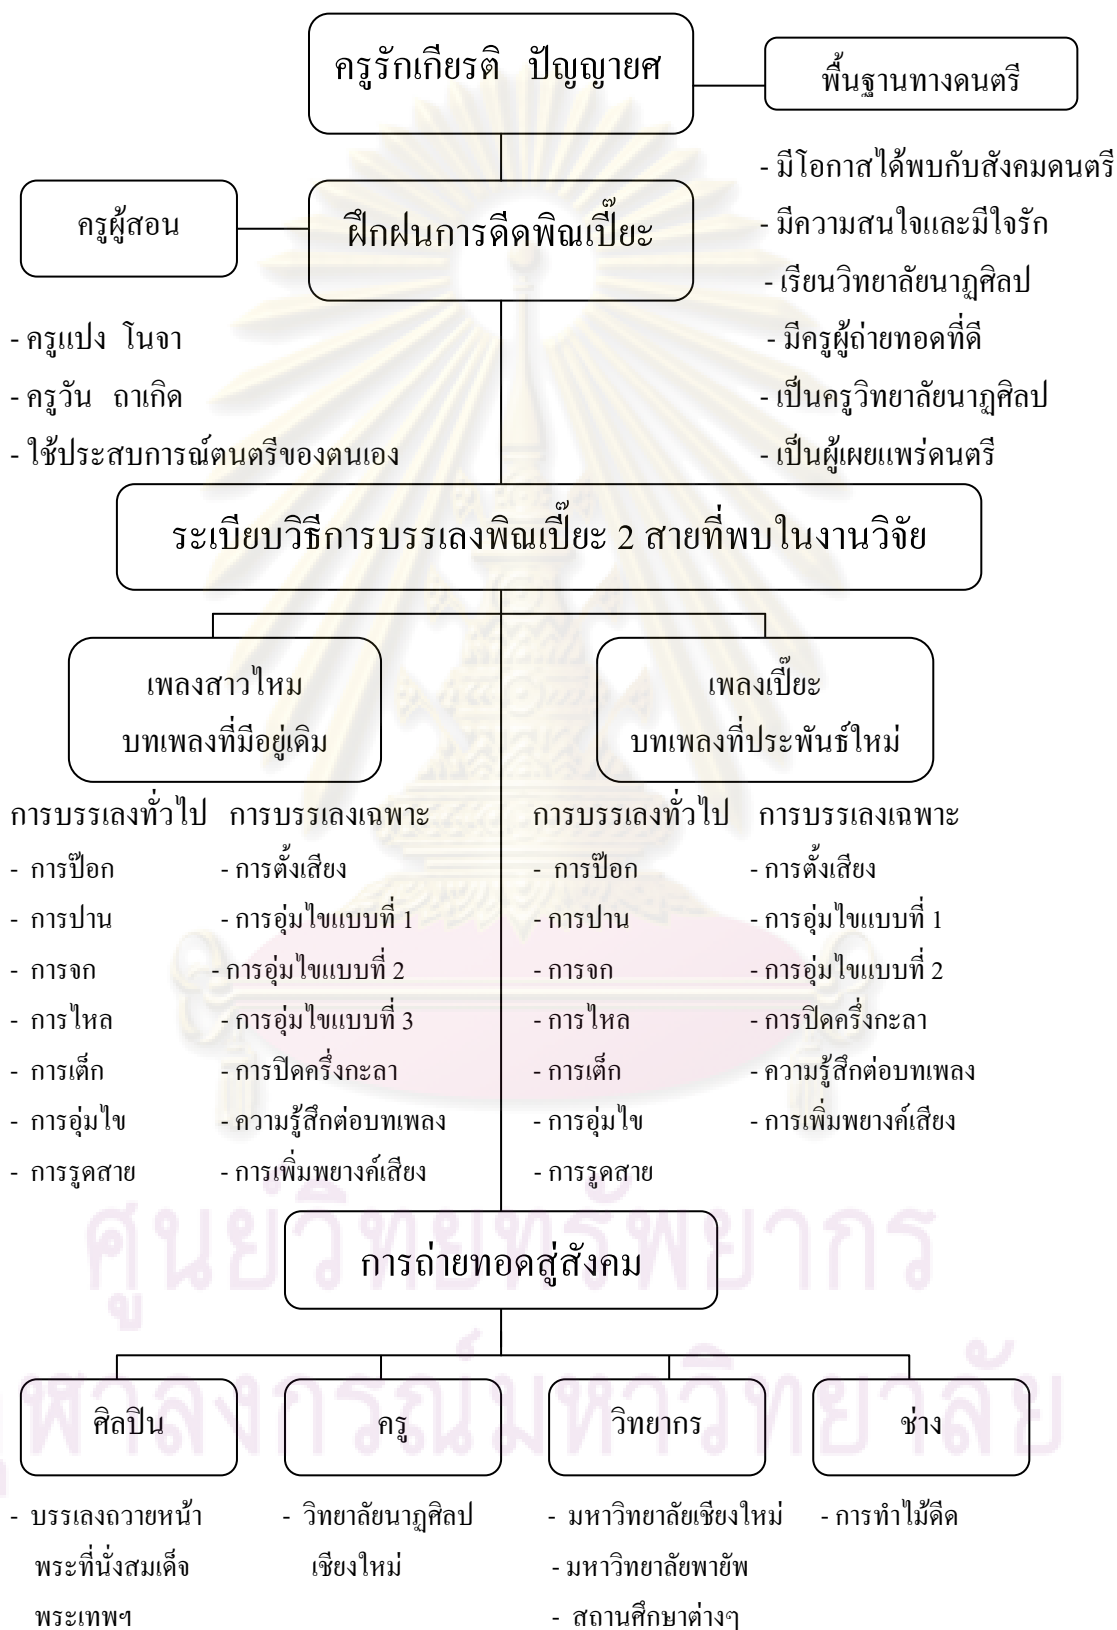 ครูรักเกียรติ ปัญญายศ
พื้นฐานทางดนตรี
- มีโอกาสได้พบกับสังคมดนตรี
- มีความสนใจและมีใจรัก
- เรียนวิทยาลัยนาฏศิลป
- มีครูผู้ถ่ายทอดที่ดี
- เป็นครูวิทยาลัยนาฏศิลป
- เป็นผู้เผยแพร่ดนตรี
ครูผู้สอน
ฝึกฝนการดีดพิณเปี๊ยะ
- ครูแปง โนจา
- ครูวัน ถาเกิด
- ใช้ประสบการณ์ตนตรีของตนเอง
ระเบียบวิธีการบรรเลงพิณเปี๊ยะ 2 สายที่พบในงานวิจัย
เพลงสาวไหม
บทเพลงที่มีอยู่เดิม
เพลงเปี๊ยะ
บทเพลงที่ประพันธ์ใหม่
การบรรเลงทั่วไป การบรรเลงเฉพาะ การบรรเลงทั่วไป การบรรเลงเฉพาะ
- การป๊อก - การตั้งเสียง - การป๊อก - การตั้งเสียง
- การปาน - การอุ่มไขแบบที่ 1 - การปาน - การอุ่มไขแบบที่ 1
- การจก - การอุ่มไขแบบที่ 2 - การจก - การอุ่มไขแบบที่ 2
- การไหล - การอุ่มไขแบบที่ 3 - การไหล - การปิดครึ่งกะลา
- การเต็ก - การปิดครึ่งกะลา - การเต็ก - ความรู้สึกต่อบทเพลง
- การอุ่มไข - ความรู้สึกต่อบทเพลง - การอุ่มไข - การเพิ่มพยางค์เสียง
- การรูดสาย - การเพิ่มพยางค์เสียง - การรูดสาย
ศูนย์วิทยทรัพยากร
การถ่ายทอดสู่สังคม
จุฬาลงกรณ์มหาวิทยาลัย
ศิลปิน ครู วิทยากร ช่าง
- บรรเลงถวายหน้า - วิทยาลัยนาฏศิลป - มหาวิทยาลัยเชียงใหม่ - การทำไม้ดีด
พระที่นั่งสมเด็จ เชียงใหม่ - มหาวิทยาลัยพายัพ
พระเทพฯ - สถานศึกษาต่างๆ